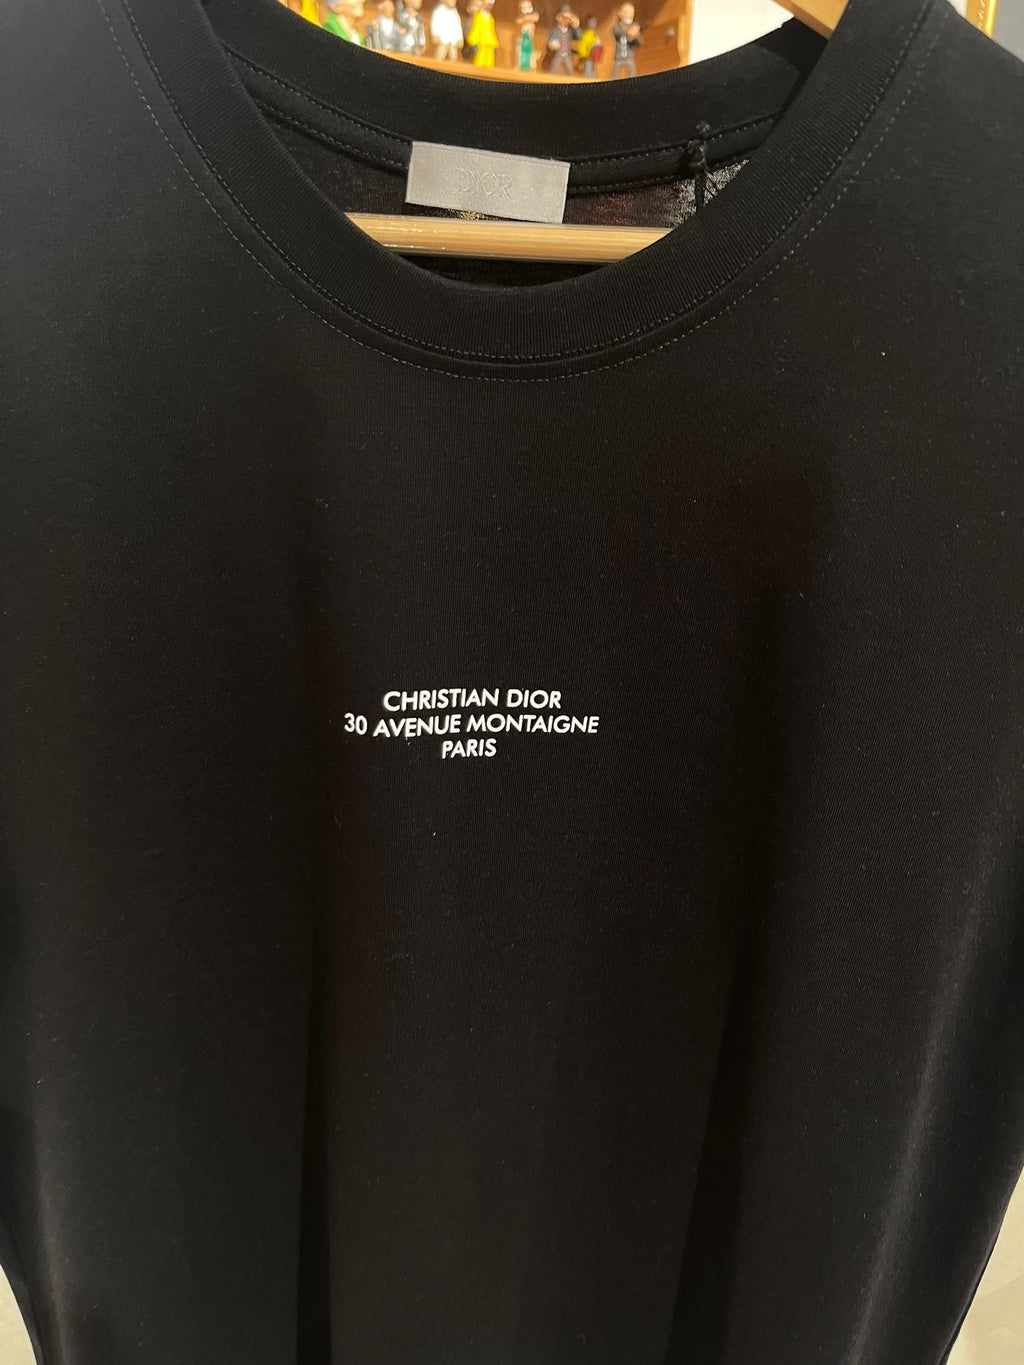 DIOR
CHRISTIAN DIOR
30 AVENUE MONTAIGNE
PARIS